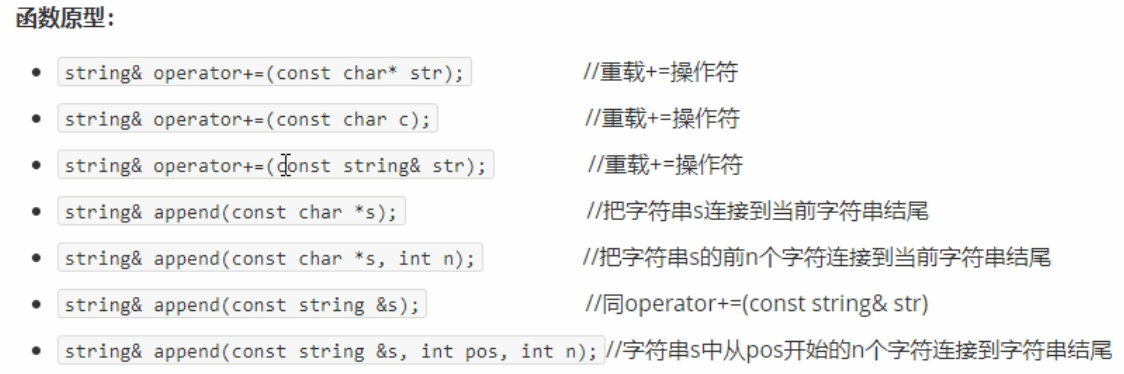 函数原型：
string& operator+=(const char* str); //重载+=操作符
string& operator+=(const char c); //重载+=操作符
string& operator+=(const string& str); //重载+=操作符
string& append(const char *s); //把字符串s连接到当前字符串结尾
string& append(const char *s, int n); //把字符串s的前n个字符连接到当前字符串结尾
string& append(const string &s); //同operator+=(const string& str)
string& append(const string &s, int pos, int n); //字符串s中从pos开始的n个字符连接到字符串结尾